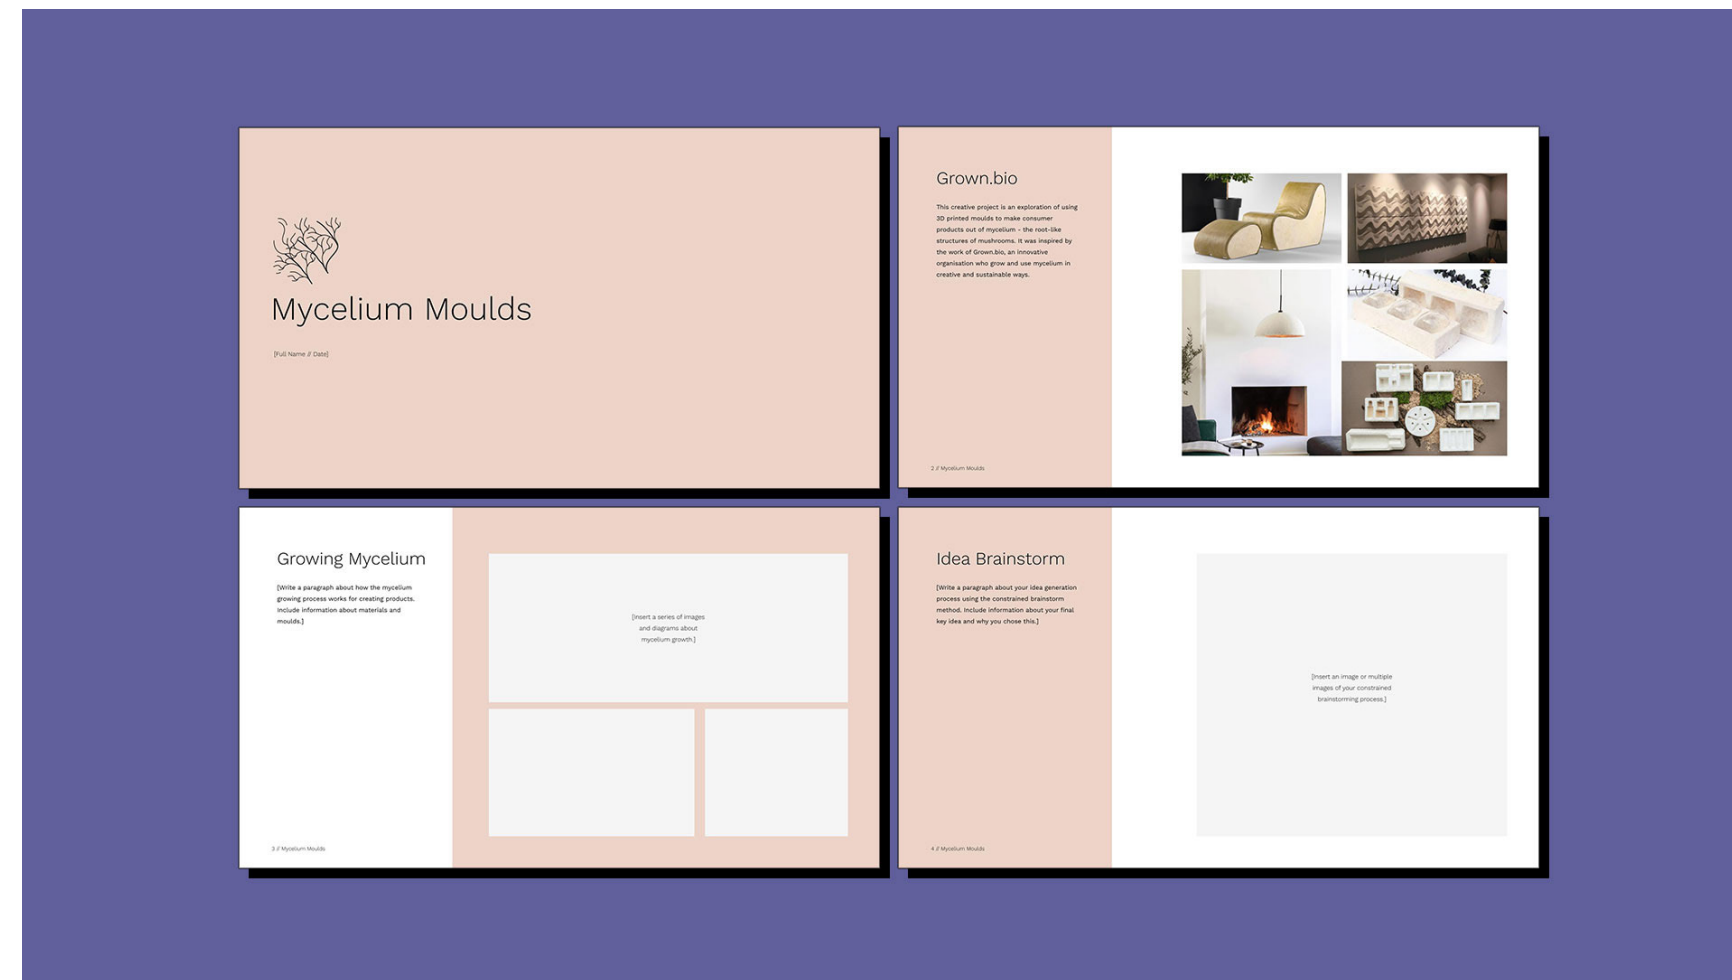 Mycelium Moulds
[Full Name // Date]
Grown.bio
This creative project is an exploration of using
3D printed moulds to make consumer
products out of mycelium - the root-like
structures of mushrooms. It was inspired by
the work of Grown.bio, an innovative
organisation who grow and use mycelium in
creative and sustainable ways.
2 // Mycelium Moulds
Growing Mycelium
[Write a paragraph about how the mycelium
growing process works for creating products.
Include information about materials and
moulds.]
[Insert a series of images
and diagrams about
mycelium growth.]
3 // Mycelium Moulds
Idea Brainstorm
[Write a paragraph about your idea generation
process using the constrained brainstorm
method. Include information about your final
key idea and why you chose this.]
[Insert an image or multiple
images of your constrained
brainstorming process.]
4 // Mycelium Moulds